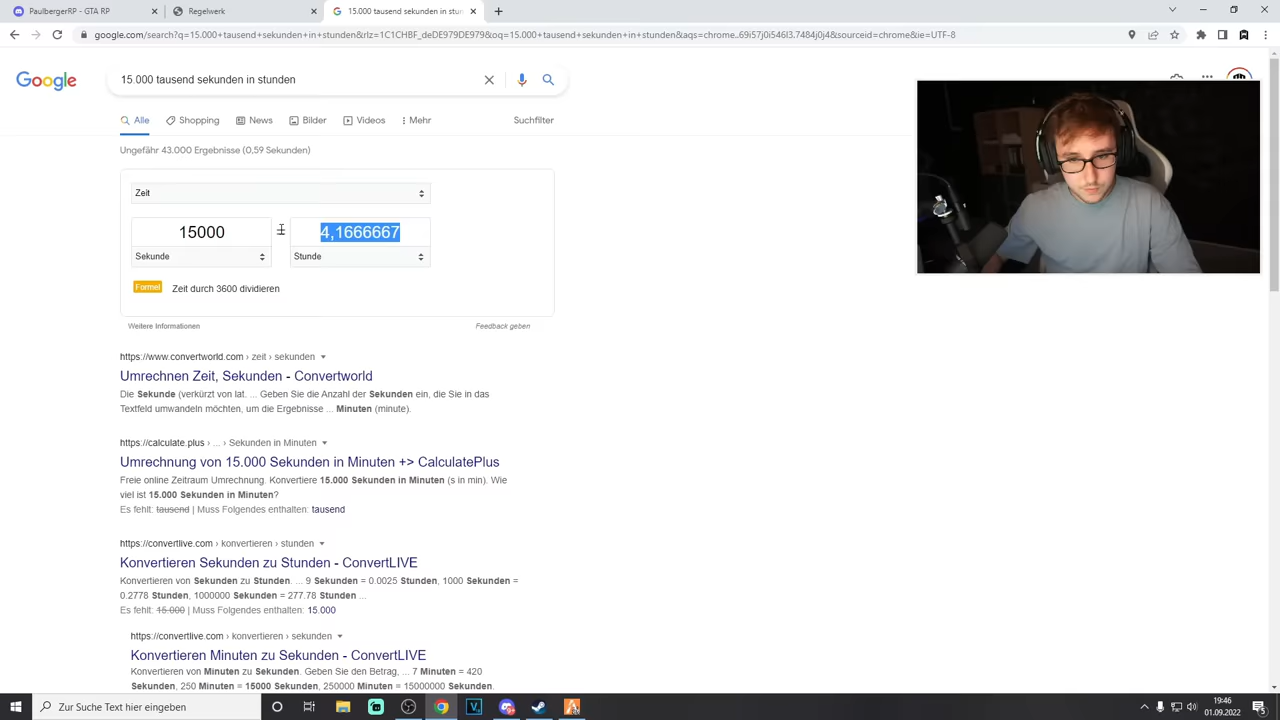 PaulbergerRP - GTA RP
Regelwerk
15.000 tausend sekunden in stun
google.com/search?q=15.000+tausend+sekunden+in+stunden&rlz=1C1CHBF_deDE979DE979&oq=15.000+tausend+sekunden+in+stunden&aqs=chrome..69i57j0i546l3.7484j0j4&sourceid=chrome&ie=UTF-8
Google
15.000 tausend sekunden in stunden
Alle
Shopping
News
Bilder
Videos
Mehr
Suchfilter
Ungefähr 43.000 Ergebnisse (0,59 Sekunden)
Zeit
15000
=
4,1666667
Sekunde
Stunde
Formel
Zeit durch 3600 dividieren
Weitere Informationen
Feedback geben
https://www.convertworld.com › zeit › sekunden
Umrechnen Zeit, Sekunden - Convertworld
Die Sekunde (verkürzt von lat. ... Geben Sie die Anzahl der Sekunden ein, die Sie in das
Textfeld umwandeln möchten, um die Ergebnisse ... Minuten (minute).
https://calculate.plus › ... › Sekunden in Minuten
Umrechnung von 15.000 Sekunden in Minuten +> CalculatePlus
Freie online Zeitraum Umrechnung. Konvertiere 15.000 Sekunden in Minuten (s in min). Wie
viel ist 15.000 Sekunden in Minuten?
Es fehlt: tausend | Muss Folgendes enthalten: tausend
https://convertlive.com › konvertieren › stunden
Konvertieren Sekunden zu Stunden - ConvertLIVE
Konvertieren von Sekunden zu Stunden. ... 9 Sekunden = 0.0025 Stunden, 1000 Sekunden =
0.2778 Stunden, 1000000 Sekunden = 277.78 Stunden ...
Es fehlt: 15.000 | Muss Folgendes enthalten: 15.000
https://convertlive.com › konvertieren › sekunden
Konvertieren Minuten zu Sekunden - ConvertLIVE
Konvertieren von Minuten zu Sekunden. Geben Sie den Betrag, ... 7 Minuten = 420
Sekunden, 250 Minuten = 15000 Sekunden, 250000 Minuten = 15000000 Sekunden.
Zur Suche Text hier eingeben
19:46
01.09.2022